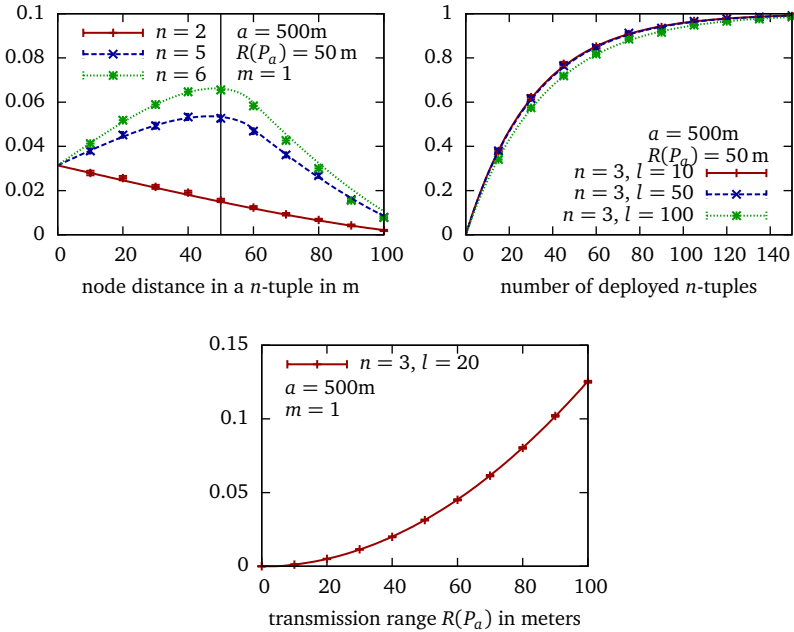 0.1
0.08
0.06
0.04
0.02
0
n = 2
n = 5
n = 6
a = 500m
R(Pₐ) = 50 m
m = 1
0 20 40 60 80 100
node distance in a n-tuple in m
1
0.8
0.6
0.4
0.2
0
a = 500m
R(Pₐ) = 50 m
n = 3, l = 10
n = 3, l = 50
n = 3, l = 100
0 20 40 60 80 100 120 140
number of deployed n-tuples
0.15
0.1
0.05
0
n = 3, l = 20
a = 500m
m = 1
0 20 40 60 80 100
transmission range R(Pₐ) in meters